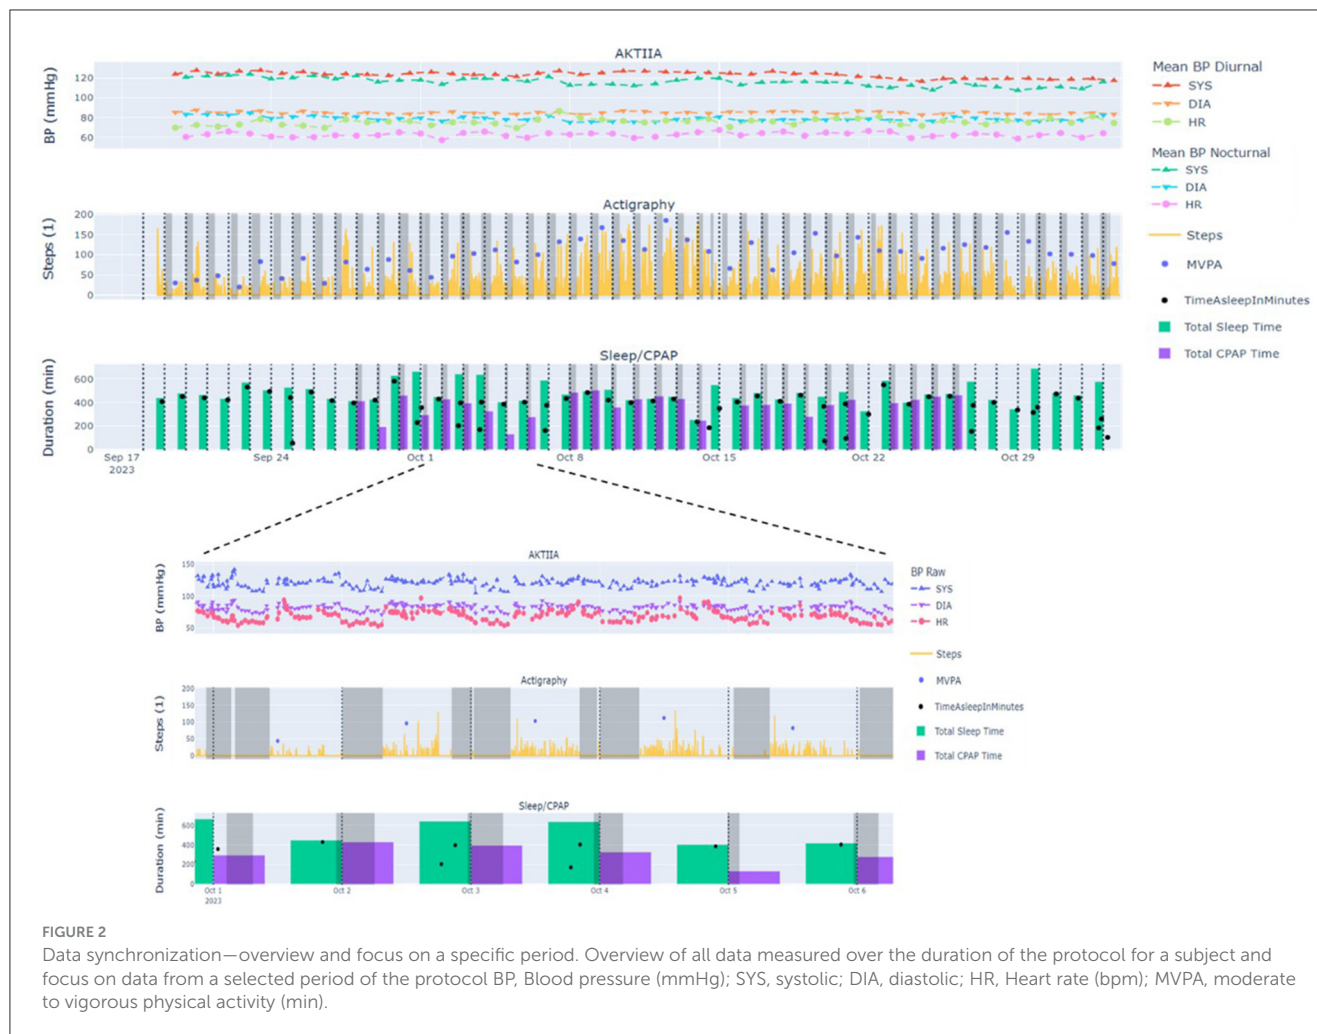 AKTIIA
BP (mmHg)
120
100
80
60
Mean BP Diurnal
SYS
DIA
HR
Mean BP Nocturnal
SYS
DIA
HR
Actigraphy
Steps (1)
200
150
100
50
0
Steps
MVPA
TimeAsleepInMinutes
Total Sleep Time
Total CPAP Time
Sleep/CPAP
Duration (min)
600
400
200
0
Sep 17
2023
Sep 24
Oct 1
Oct 8
Oct 15
Oct 22
Oct 29
AKTIIA
BP (mmHg)
150
100
50
BP Raw
SYS
DIA
HR
Actigraphy
Steps (1)
200
150
100
50
0
Steps
MVPA
TimeAsleepInMinutes
Total Sleep Time
Total CPAP Time
Sleep/CPAP
Duration (min)
600
400
200
0
Oct 1
2023
Oct 2
Oct 3
Oct 4
Oct 5
Oct 6
FIGURE 2
Data synchronization—overview and focus on a specific period. Overview of all data measured over the duration of the protocol for a subject and
focus on data from a selected period of the protocol BP, Blood pressure (mmHg); SYS, systolic; DIA, diastolic; HR, Heart rate (bpm); MVPA, moderate
to vigorous physical activity (min).